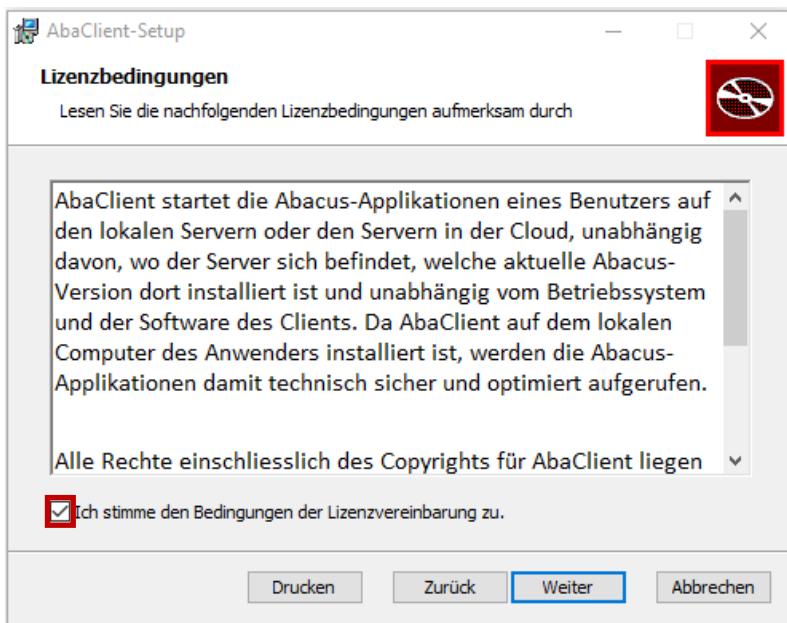 AbaClient-Setup
Lizenzbedingungen
Lesen Sie die nachfolgenden Lizenzbedingungen aufmerksam durch
AbaClient startet die Abacus-Applikationen eines Benutzers auf
den lokalen Servern oder den Servern in der Cloud, unabhängig
davon, wo der Server sich befindet, welche aktuelle Abacus-
Version dort installiert ist und unabhängig vom Betriebssystem
und der Software des Clients. Da AbaClient auf dem lokalen
Computer des Anwenders installiert ist, werden die Abacus-
Applikationen damit technisch sicher und optimiert aufgerufen.
Alle Rechte einschliesslich des Copyrights für AbaClient liegen
Ich stimme den Bedingungen der Lizenzvereinbarung zu.
Drucken Zurück Weiter Abbrechen